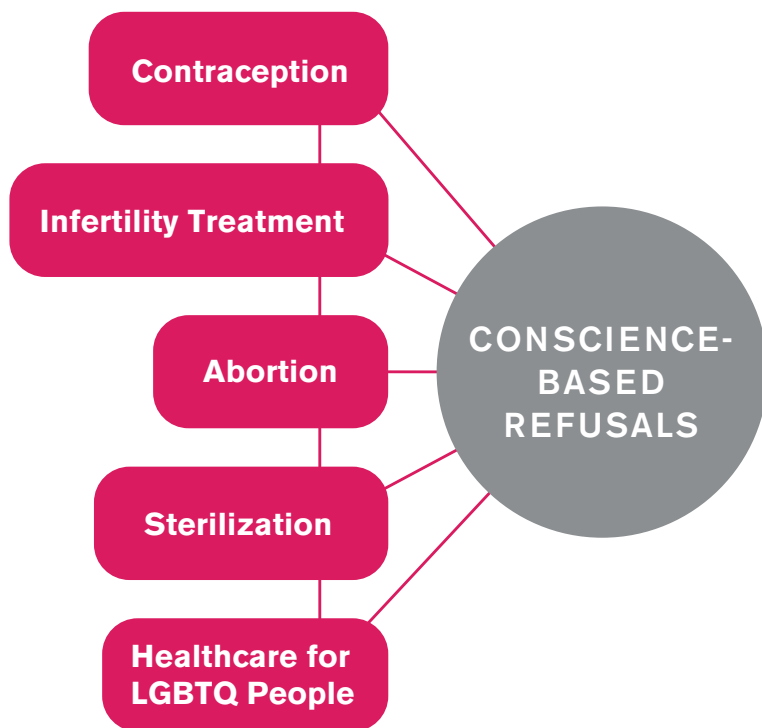 Contraception
Infertility Treatment
Abortion
Sterilization
Healthcare for
LGBTQ People
CONSCIENCE-
BASED
REFUSALS